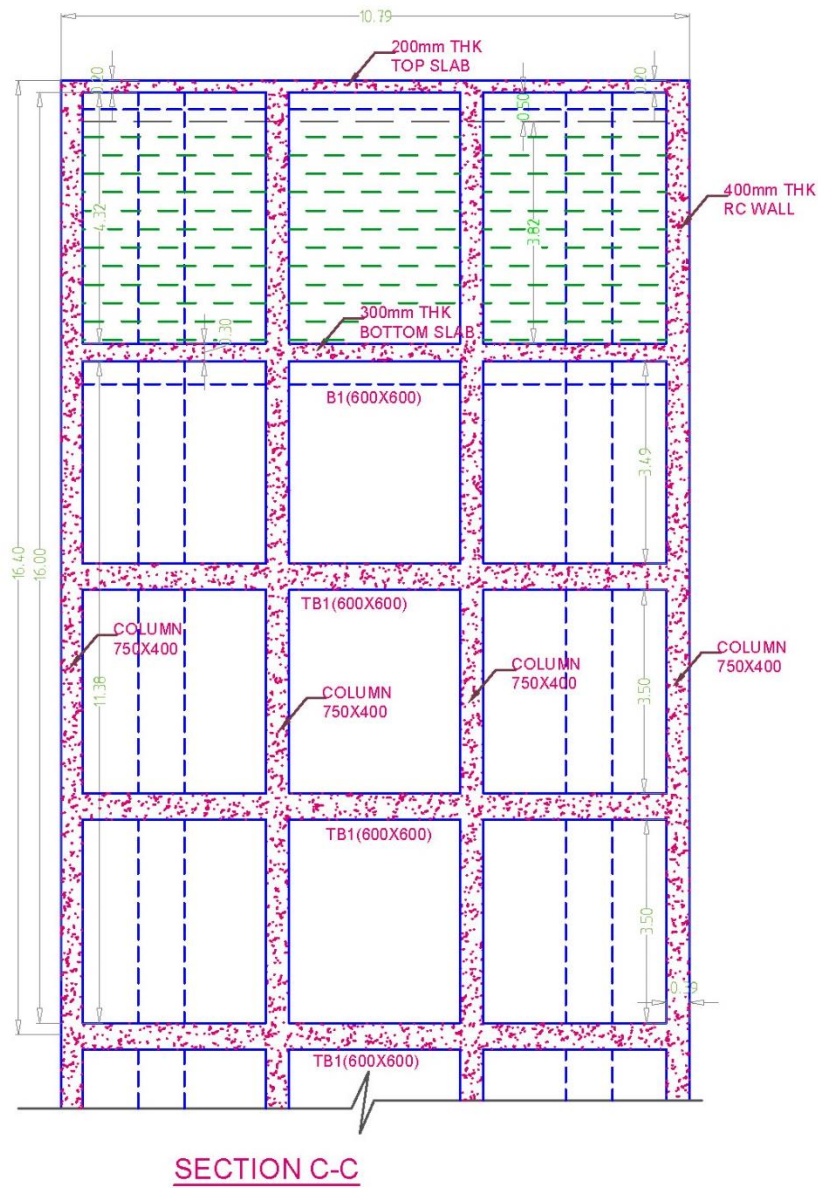 10.79
200mm THK
TOP SLAB
0.20
0.20
0.50
400mm THK
RC WALL
4.32
3.82
300mm THK
BOTTOM SLAB
0.30
B1(600X600)
3.49
16.40
16.00
TB1(600X600)
COLUMN
750X400
COLUMN
750X400
COLUMN
750X400
COLUMN
750X400
11.38
3.50
TB1(600X600)
3.50
0.39
TB1(600X600)
SECTION C-C